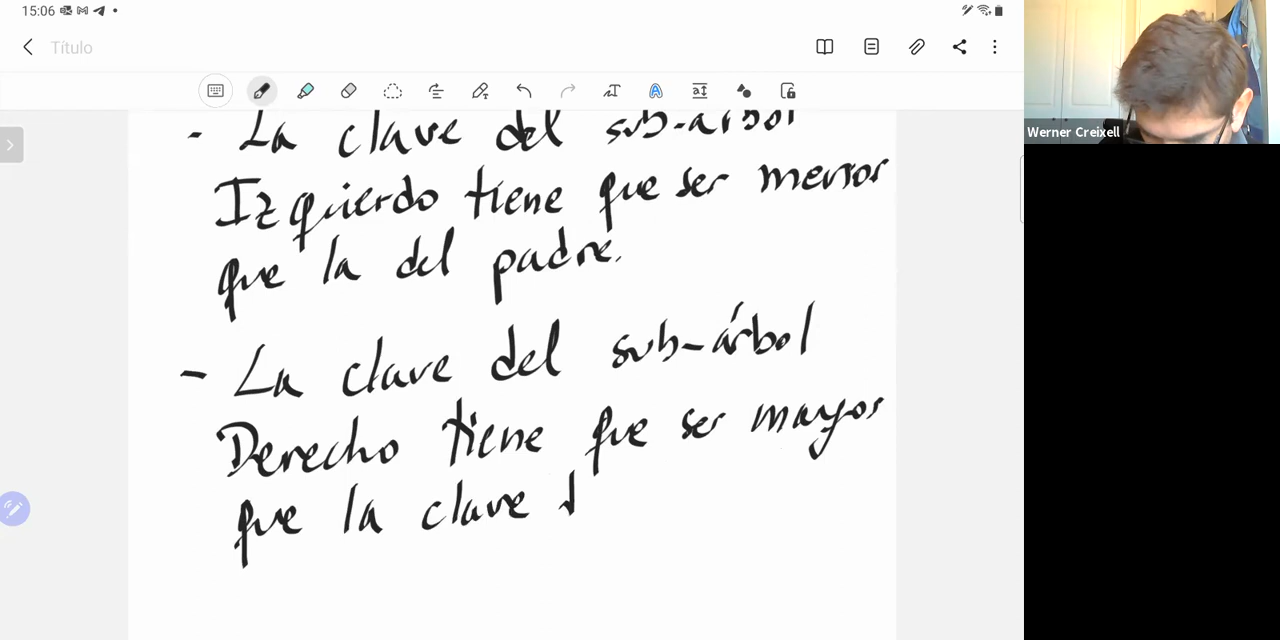 15:06
Título
- La clave del sub-arbol
Izquierdo tiene que ser menor
que la del padre.
- La clave del sub-árbol
Derecho tiene que ser mayor
que la clave d
Werner Creixell